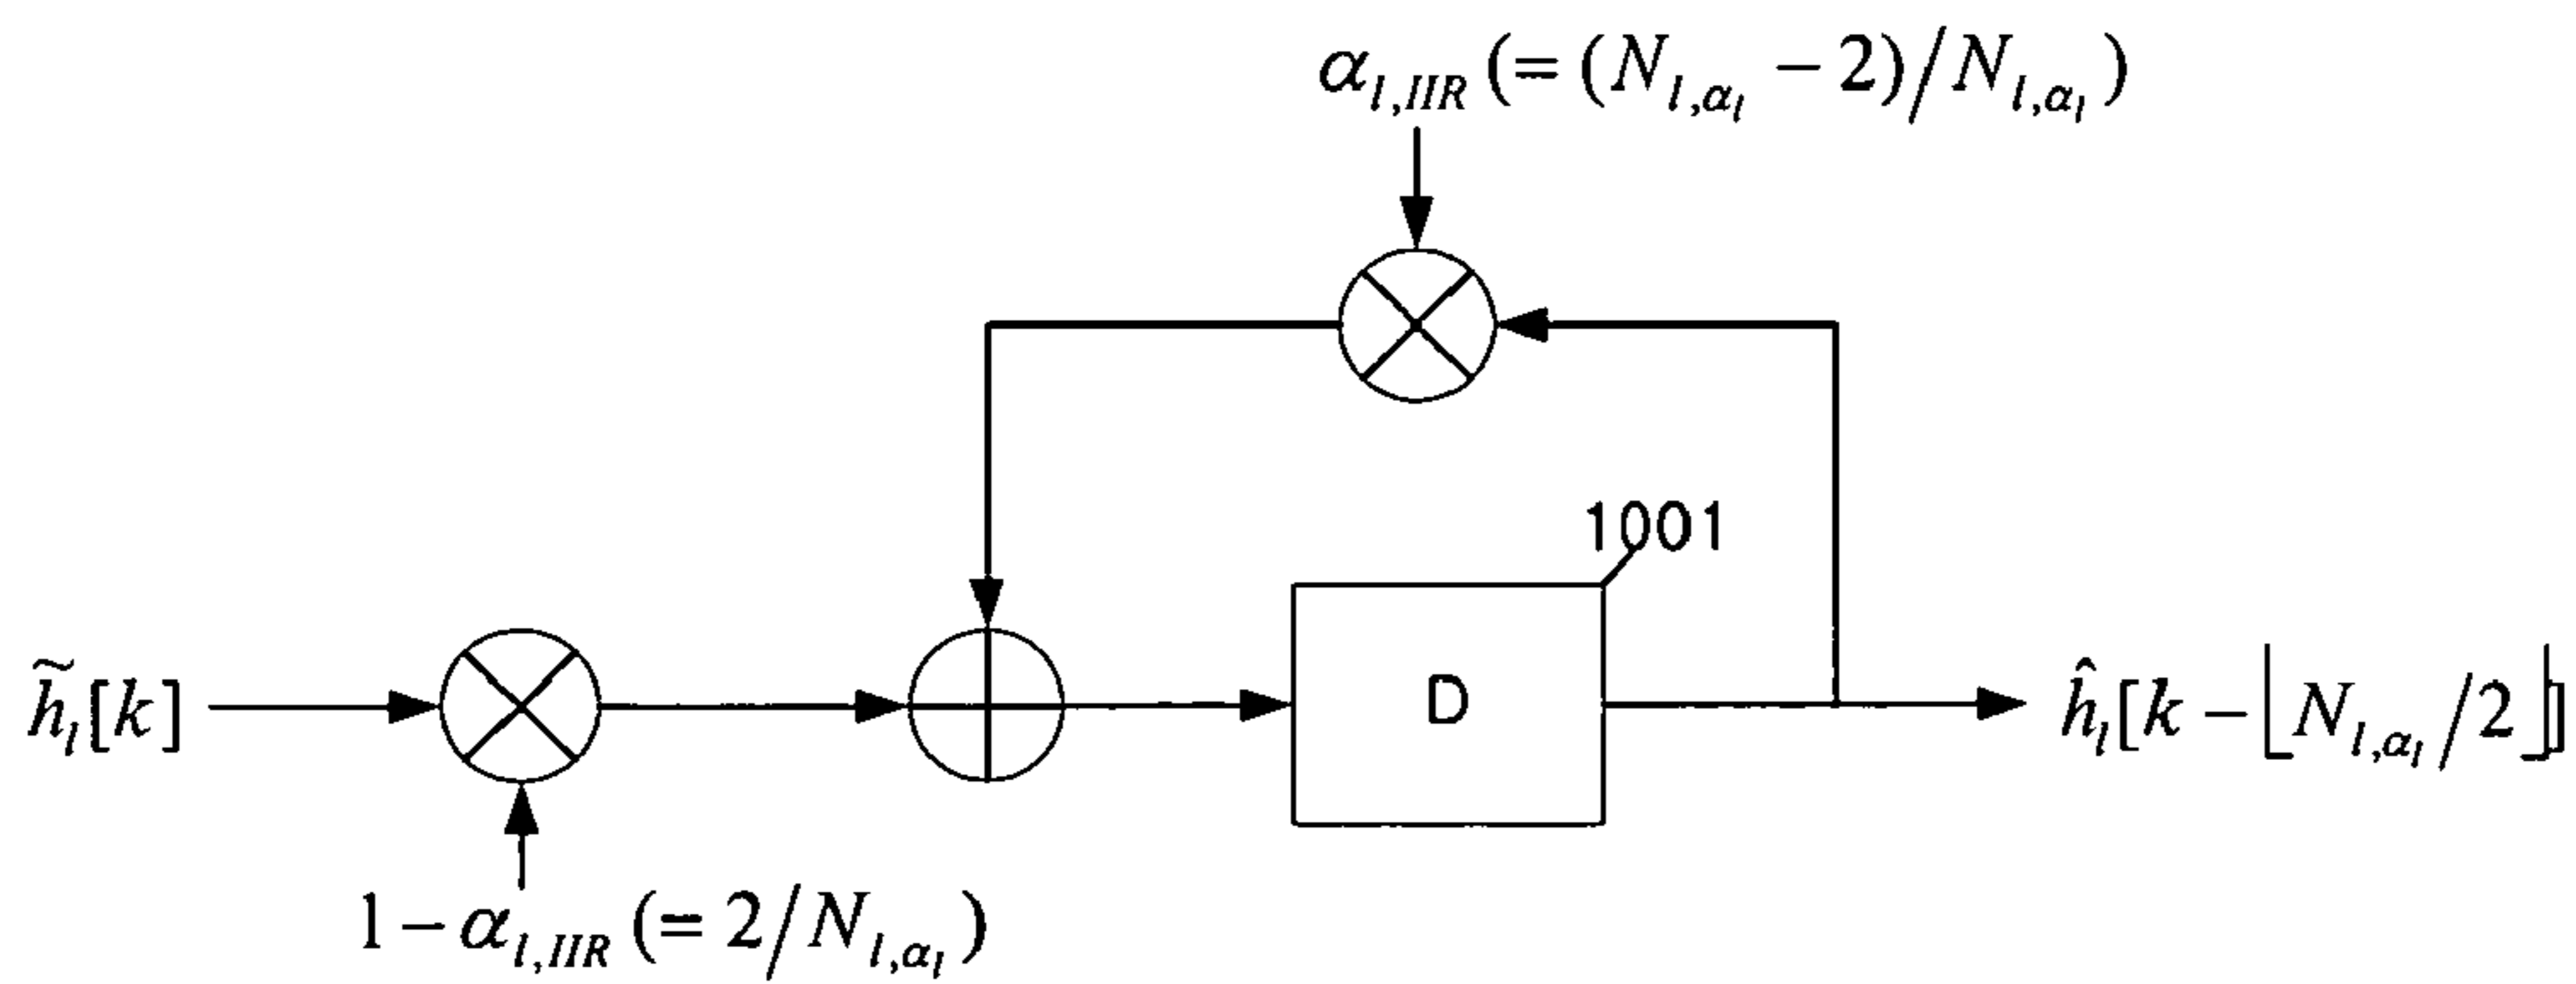 α_{l,IIR} (= (N_{l,α_l} − 2)/N_{l,α_l})
1001
D
h̃_l[k]
ĥ_l[k − ⌊N_{l,α_l}/2⌋]
1 − α_{l,IIR} (= 2/N_{l,α_l})